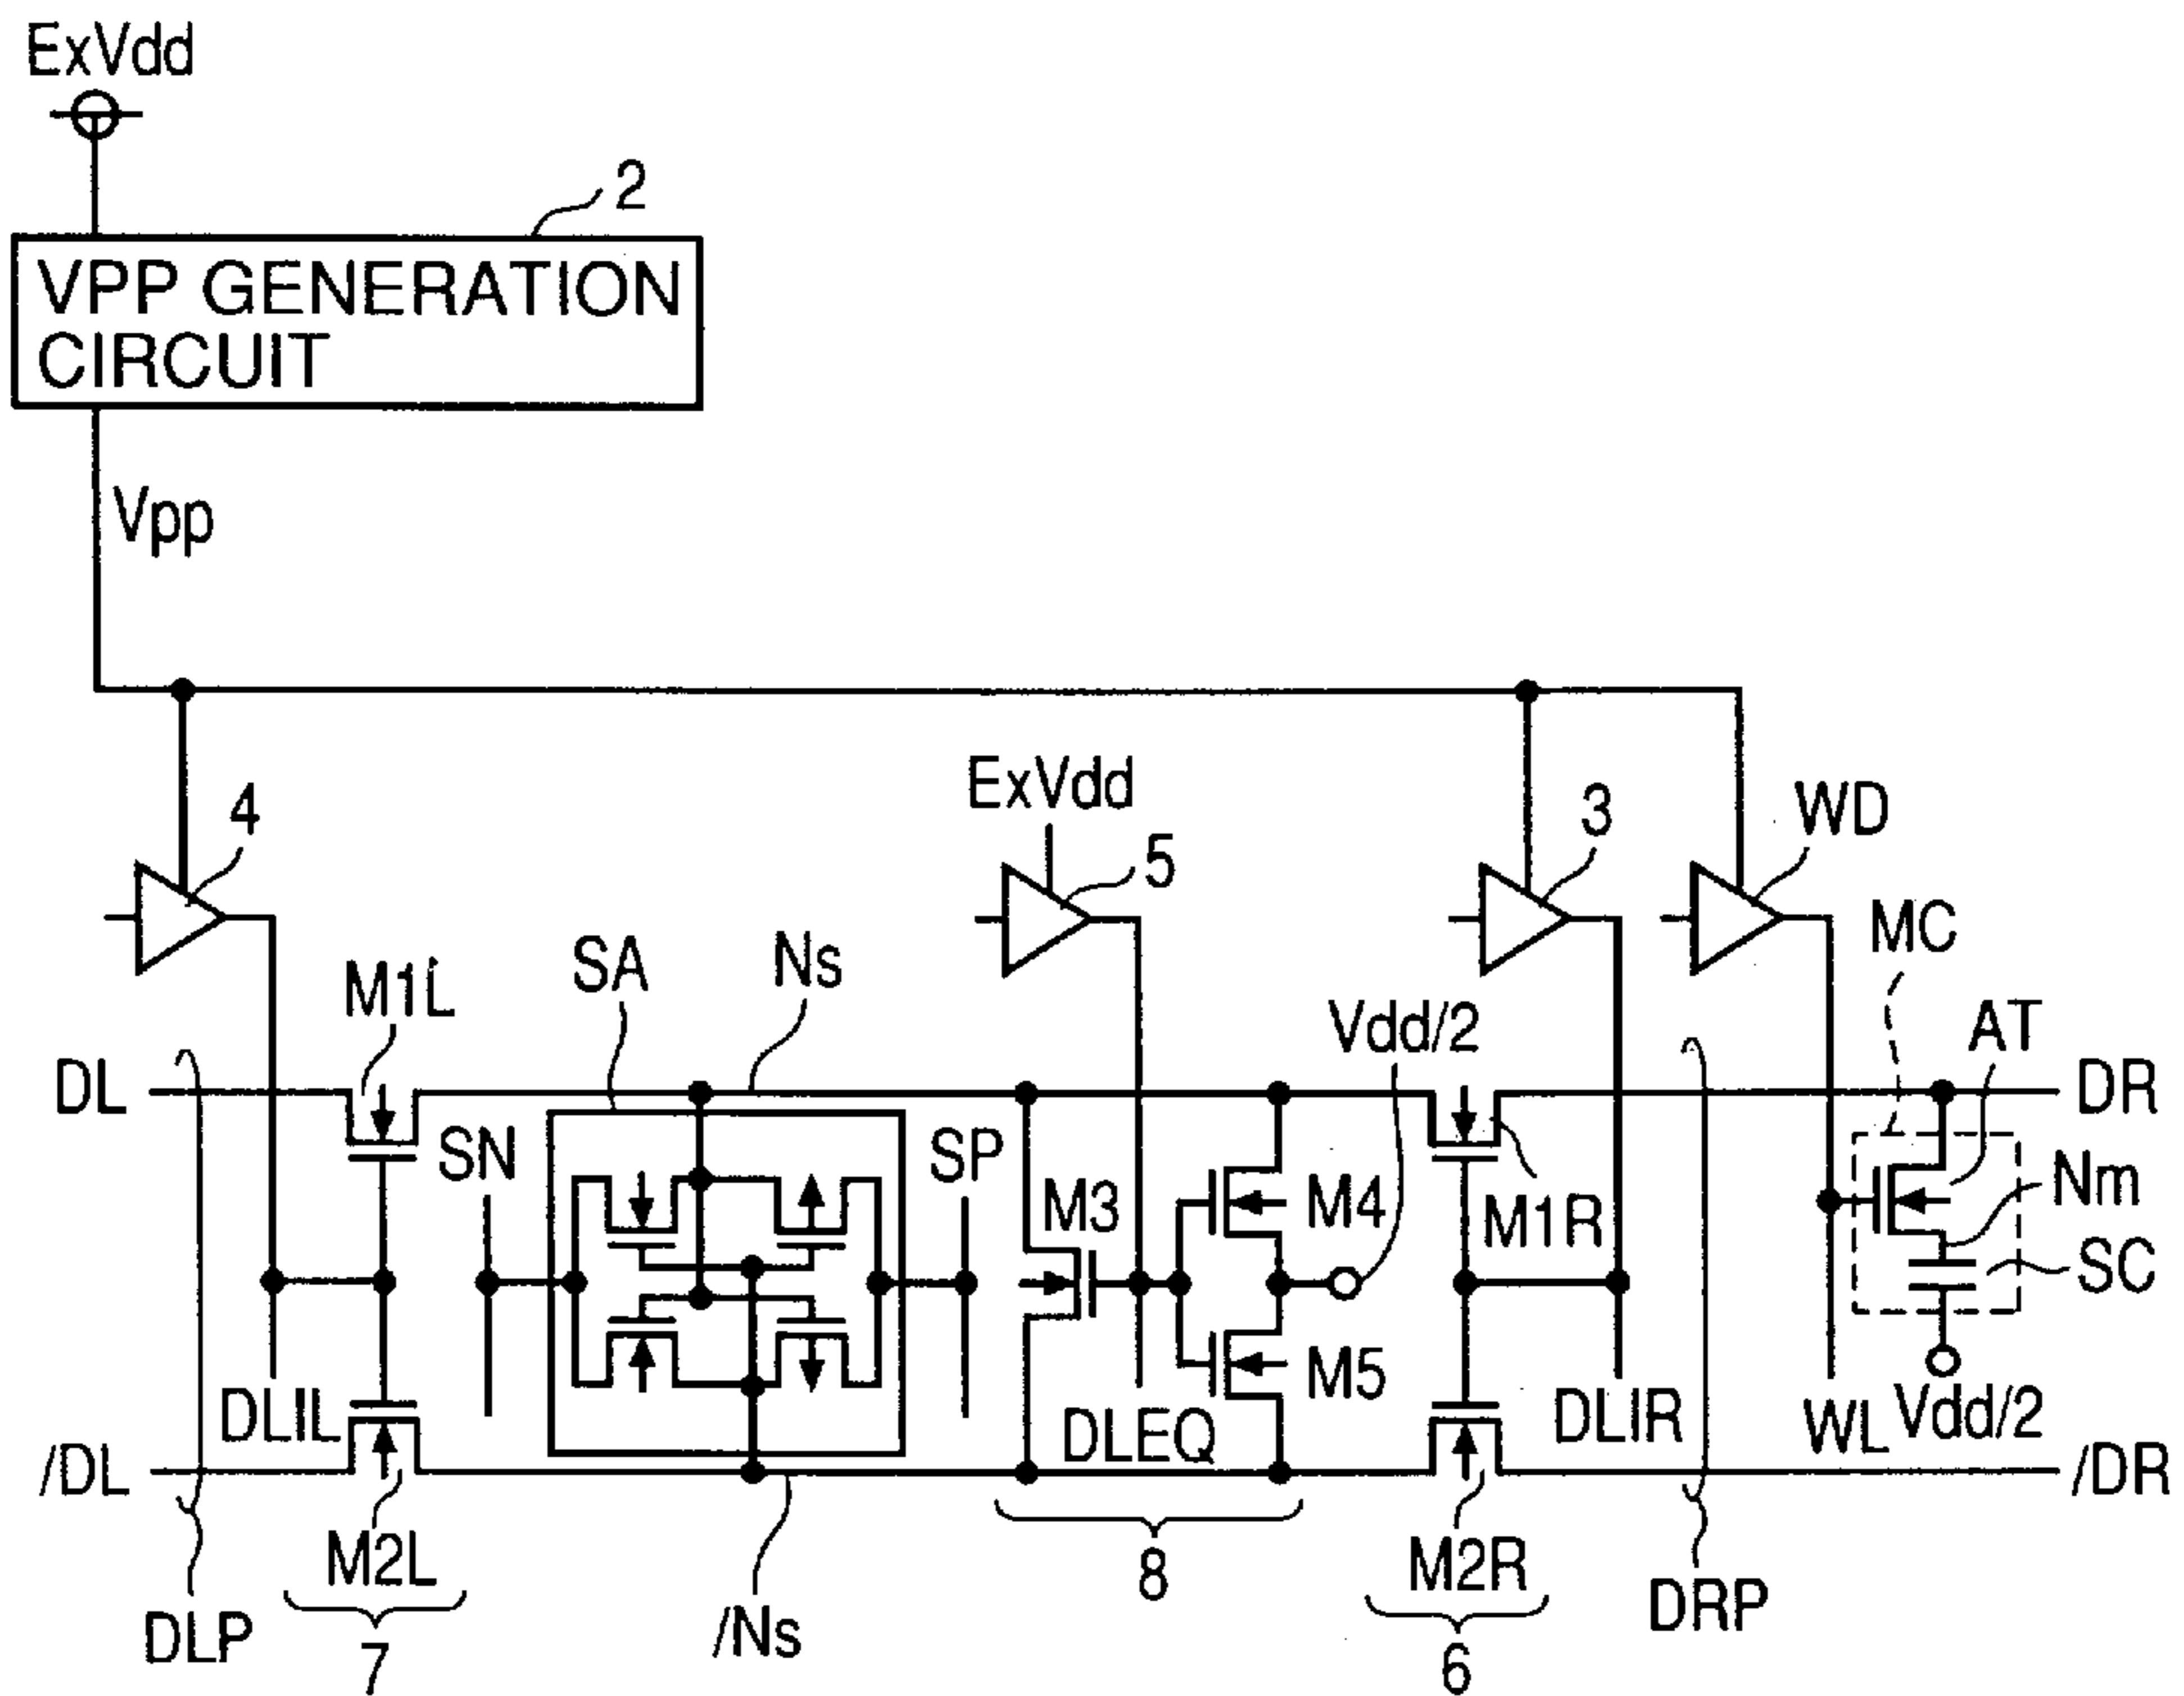 ExVdd
2
VPP GENERATION
CIRCUIT
Vpp
4
ExVdd
5
3
WD
MC
M1L
SA
Ns
Vdd/2
AT
DL
DR
SN
SP
M3
M4
M1R
Nm
SC
M5
DLIL
DLEQ
DLIR
WL
Vdd/2
/DL
/DR
M2L
8
M2R
DRP
DLP
7
/Ns
6